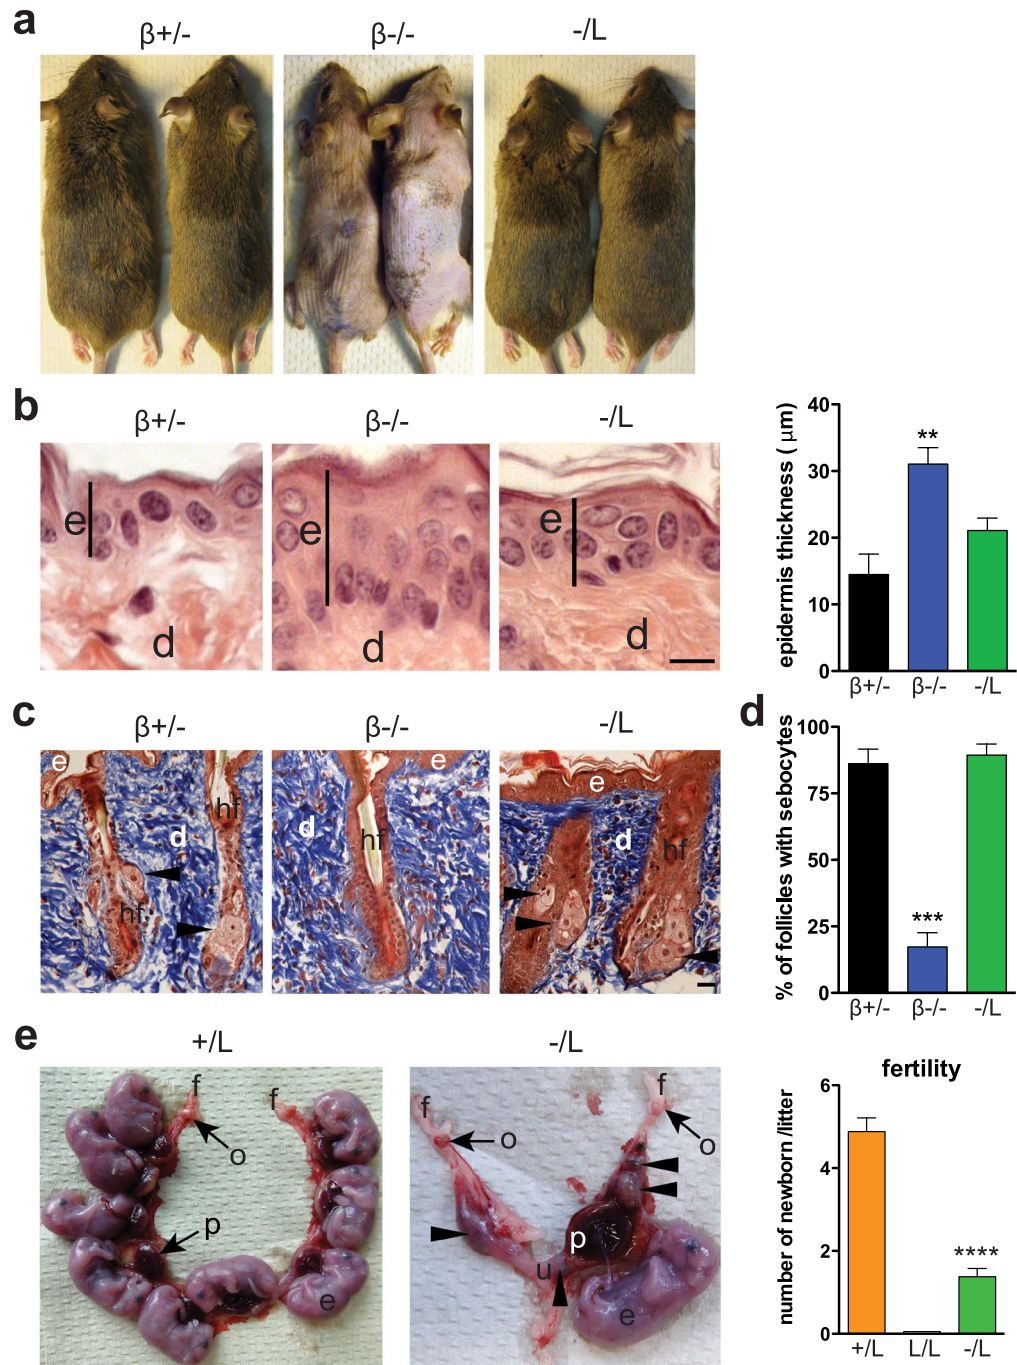 a
β+/- β-/- -/L
b
β+/- β-/- -/L
e e e
d d d
epidermis thickness ( μm)
40
30
20
10
0
**
β+/- β-/- -/L
c
β+/- β-/- -/L
e e e
hf hf hf hf
d d d
d
% of follicles with sebocytes
100
75
50
25
0
***
β+/- β-/- -/L
e
+/L -/L
f f f f
o o o
p p
u
e e
fertility
number of newborn /litter
6
4
2
0
****
+/L L/L -/L